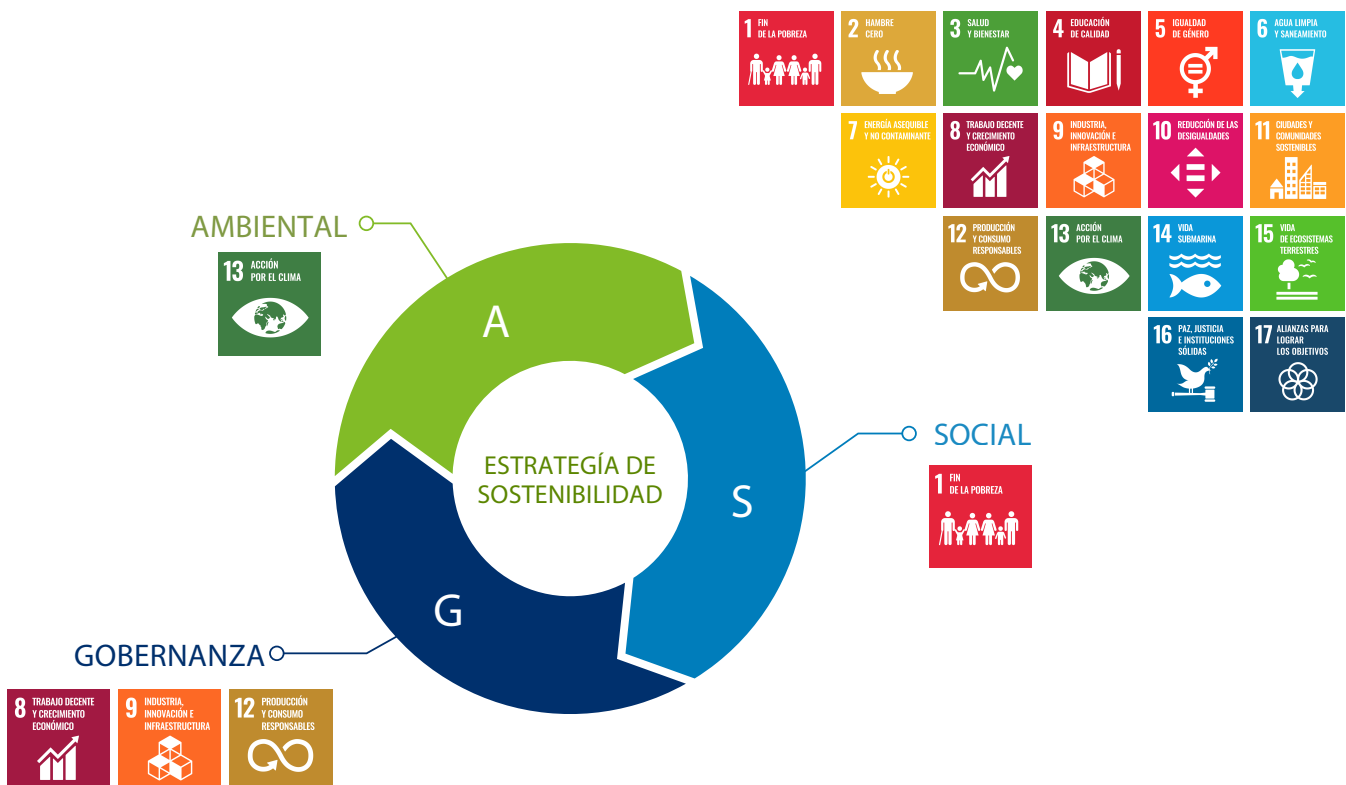 1 FIN
DE LA POBREZA
2 HAMBRE
CERO
3 SALUD
Y BIENESTAR
4 EDUCACIÓN
DE CALIDAD
5 IGUALDAD
DE GÉNERO
6 AGUA LIMPIA
Y SANEAMIENTO
7 ENERGÍA ASEQUIBLE
Y NO CONTAMINANTE
8 TRABAJO DECENTE
Y CRECIMIENTO
ECONÓMICO
9 INDUSTRIA,
INNOVACIÓN E
INFRAESTRUCTURA
10 REDUCCIÓN DE LAS
DESIGUALDADES
11 CIUDADES Y
COMUNIDADES
SOSTENIBLES
12 PRODUCCIÓN
Y CONSUMO
RESPONSABLES
13 ACCIÓN
POR EL CLIMA
14 VIDA
SUBMARINA
15 VIDA
DE ECOSISTEMAS
TERRESTRES
16 PAZ, JUSTICIA
E INSTITUCIONES
SÓLIDAS
17 ALIANZAS PARA
LOGRAR
LOS OBJETIVOS
AMBIENTAL
13 ACCIÓN
POR EL CLIMA
A
SOCIAL
1 FIN
DE LA POBREZA
S
ESTRATEGÍA DE
SOSTENIBILIDAD
G
GOBERNANZA
8 TRABAJO DECENTE
Y CRECIMIENTO
ECONÓMICO
9 INDUSTRIA,
INNOVACIÓN E
INFRAESTRUCTURA
12 PRODUCCIÓN
Y CONSUMO
RESPONSABLES